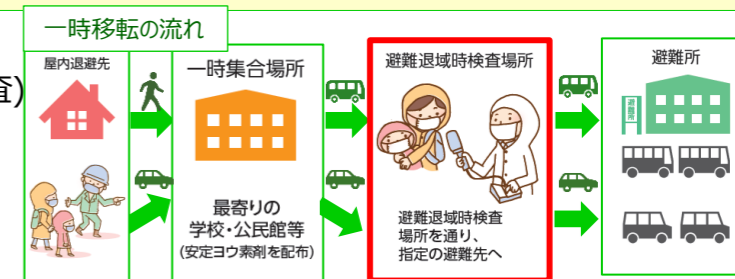 一時移転の流れ
査)
屋内退避先
一時集合場所
最寄りの
学校・公民館等
(安定ヨウ素剤を配布)
避難退域時検査場所
避難退域時検査
場所を通り、
指定の避難先へ
避難所
避難所